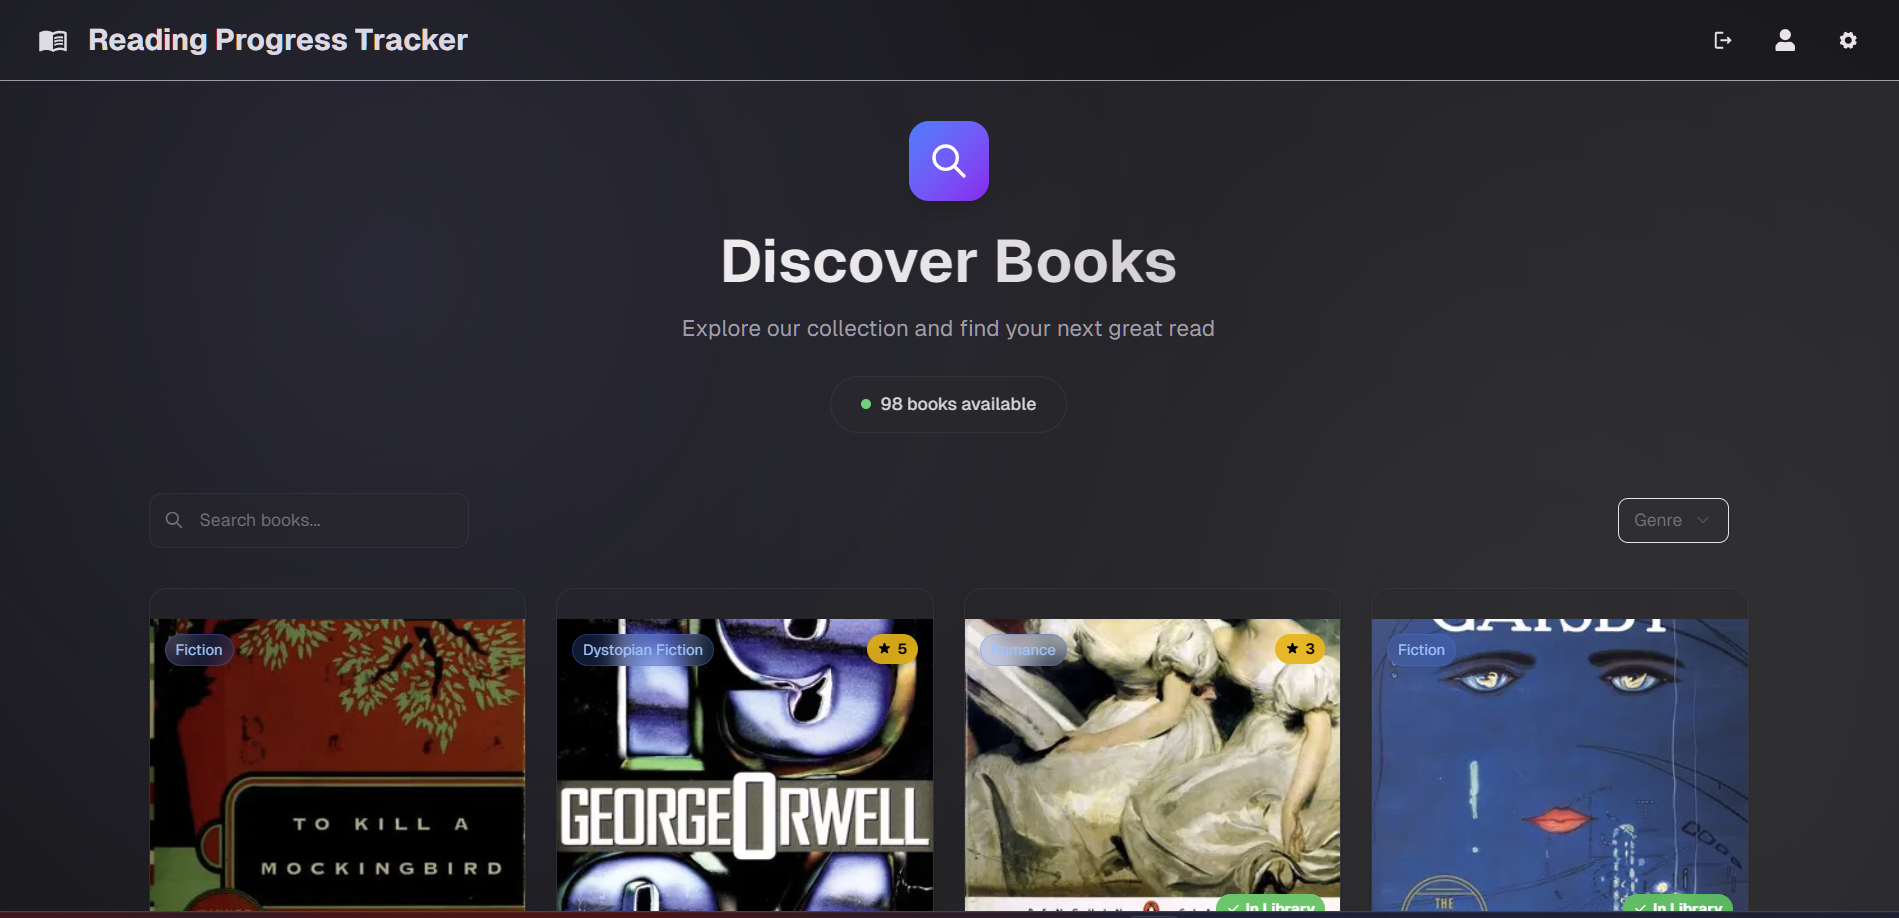 Reading Progress Tracker
Discover Books
Explore our collection and find your next great read
98 books available
Search books...
Genre
Fiction
TO KILL A
MOCKINGBIRD
Dystopian Fiction
5
19
GEORGE ORWELL
Romance
3
In Library
Fiction
GATSBY
THE
In Library